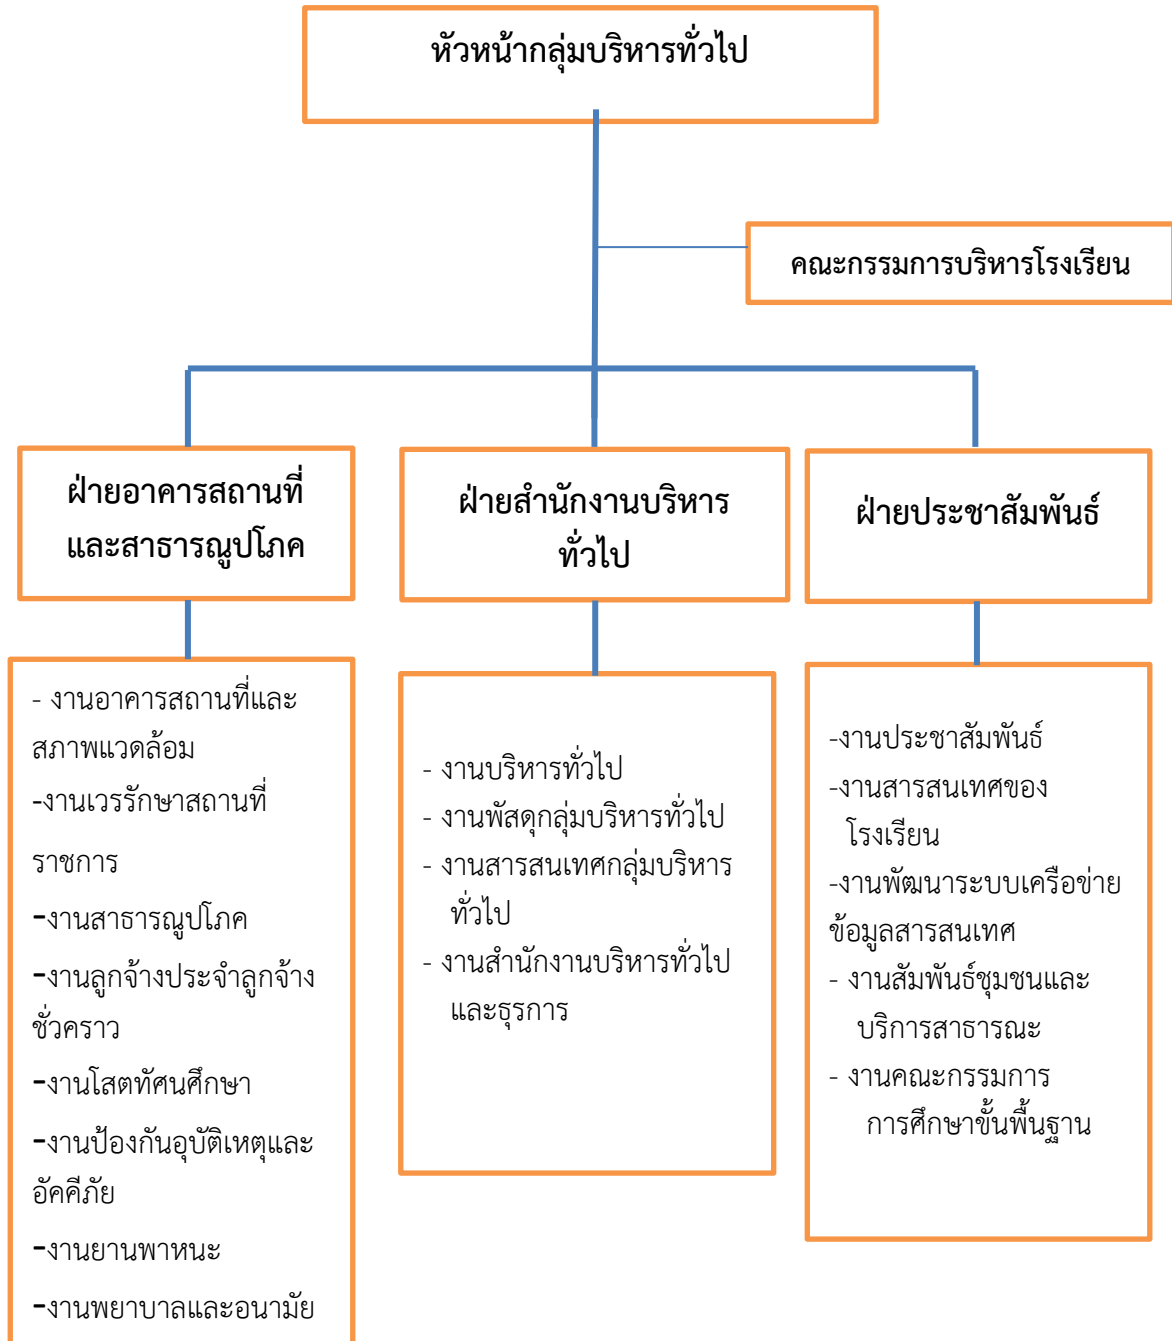 หัวหน้ากลุ่มบริหารทั่วไป
คณะกรรมการบริหารโรงเรียน
ฝ่ายอาคารสถานที่
และสาธารณูปโภค
ฝ่ายสำนักงานบริหาร
ทั่วไป
ฝ่ายประชาสัมพันธ์
- งานอาคารสถานที่และ
สภาพแวดล้อม
-งานเวรรักษาสถานที่
ราชการ
-งานสาธารณูปโภค
-งานลูกจ้างประจำลูกจ้าง
ชั่วคราว
-งานโสตทัศนศึกษา
-งานป้องกันอุบัติเหตุและ
อัคคีภัย
-งานยานพาหนะ
-งานพยาบาลและอนามัย
- งานบริหารทั่วไป
- งานพัสดุกลุ่มบริหารทั่วไป
- งานสารสนเทศกลุ่มบริหาร
ทั่วไป
- งานสำนักงานบริหารทั่วไป
และธุรการ
-งานประชาสัมพันธ์
-งานสารสนเทศของ
โรงเรียน
-งานพัฒนาระบบเครือข่าย
ข้อมูลสารสนเทศ
- งานสัมพันธ์ชุมชนและ
บริการสาธารณะ
- งานคณะกรรมการ
การศึกษาขั้นพื้นฐาน